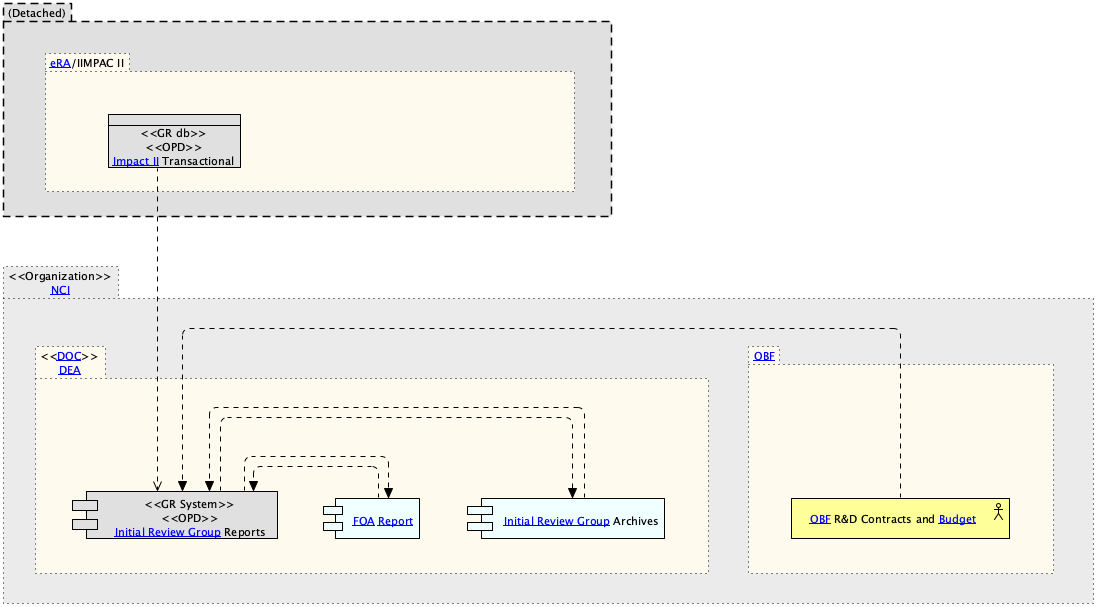 (Detached)
eRA/IIMPAC II
<<GR db>>
<<OPD>>
Impact II Transactional
<<Organization>>
NCI
<<DOC>>
DEA
OBF
<<GR System>>
<<OPD>>
Initial Review Group Reports
FOA Report
Initial Review Group Archives
OBF R&D Contracts and Budget